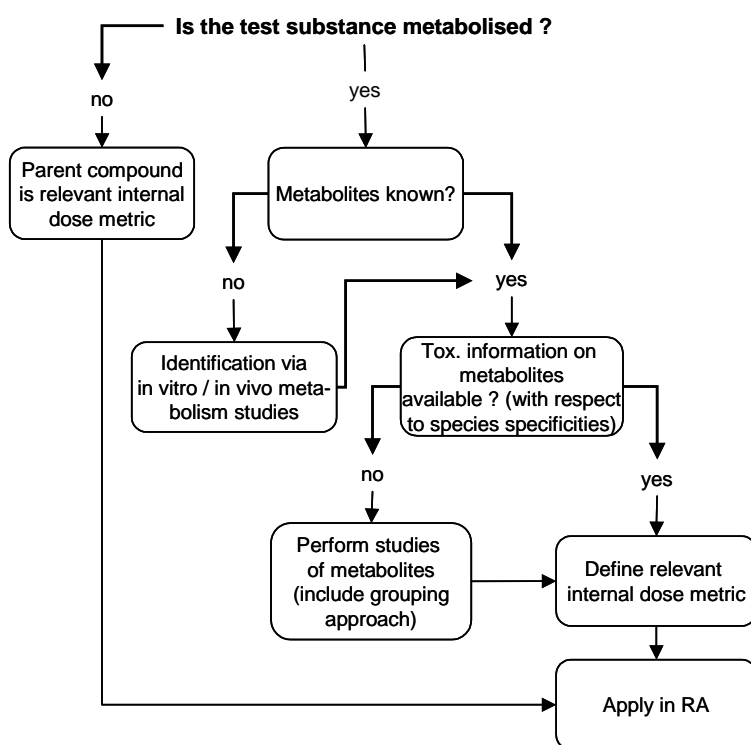 Is the test substance metabolised ?
no
yes
Parent compound
is relevant internal
dose metric
Metabolites known?
no
yes
Identification via
in vitro / in vivo meta-
bolism studies
Tox. information on
metabolites
available ? (with respect
to species specificities)
no
yes
Perform studies
of metabolites
(include grouping
approach)
Define relevant
internal dose metric
Apply in RA